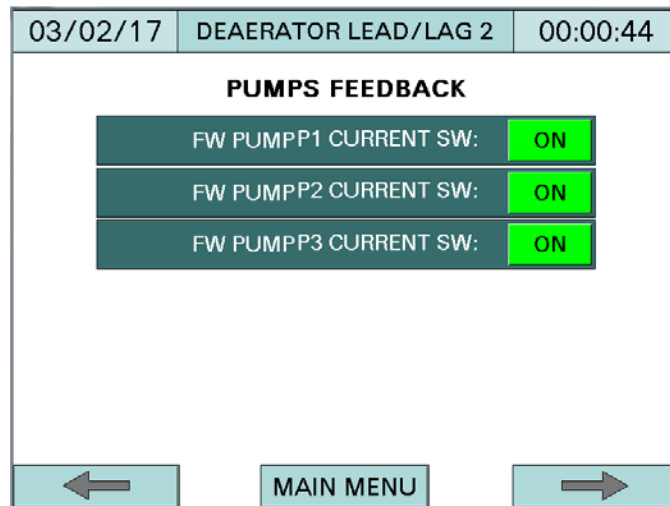 03/02/17 DEAERATOR LEAD/LAG 2 00:00:44
PUMPS FEEDBACK
FW PUMPP1 CURRENT SW: ON
FW PUMPP2 CURRENT SW: ON
FW PUMPP3 CURRENT SW: ON
MAIN MENU